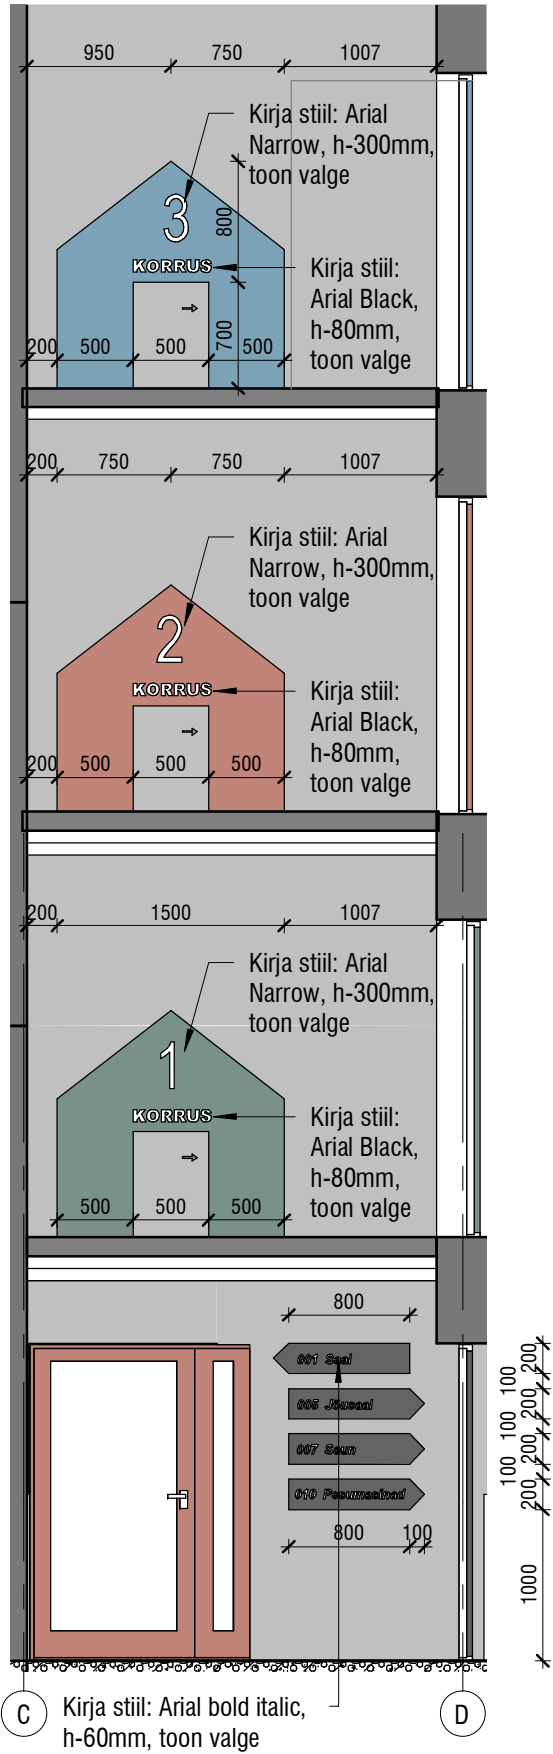 950 750 1007
Kirja stiil: Arial
Narrow, h-300mm,
toon valge
3
800
KORRUS
Kirja stiil:
Arial Black,
h-80mm,
toon valge
700
200 500 500 500
200 750 750 1007
Kirja stiil: Arial
Narrow, h-300mm,
toon valge
2
KORRUS
Kirja stiil:
Arial Black,
h-80mm,
toon valge
200 500 500 500
200 1500 1007
Kirja stiil: Arial
Narrow, h-300mm,
toon valge
1
KORRUS
Kirja stiil:
Arial Black,
h-80mm,
toon valge
500 500 500
800
001 Saal
200
100
005 Jõusaal
200
100
007 Saun
200
100
010 Pesumasinad
200
800 100
1000
C
Kirja stiil: Arial bold italic,
h-60mm, toon valge
D